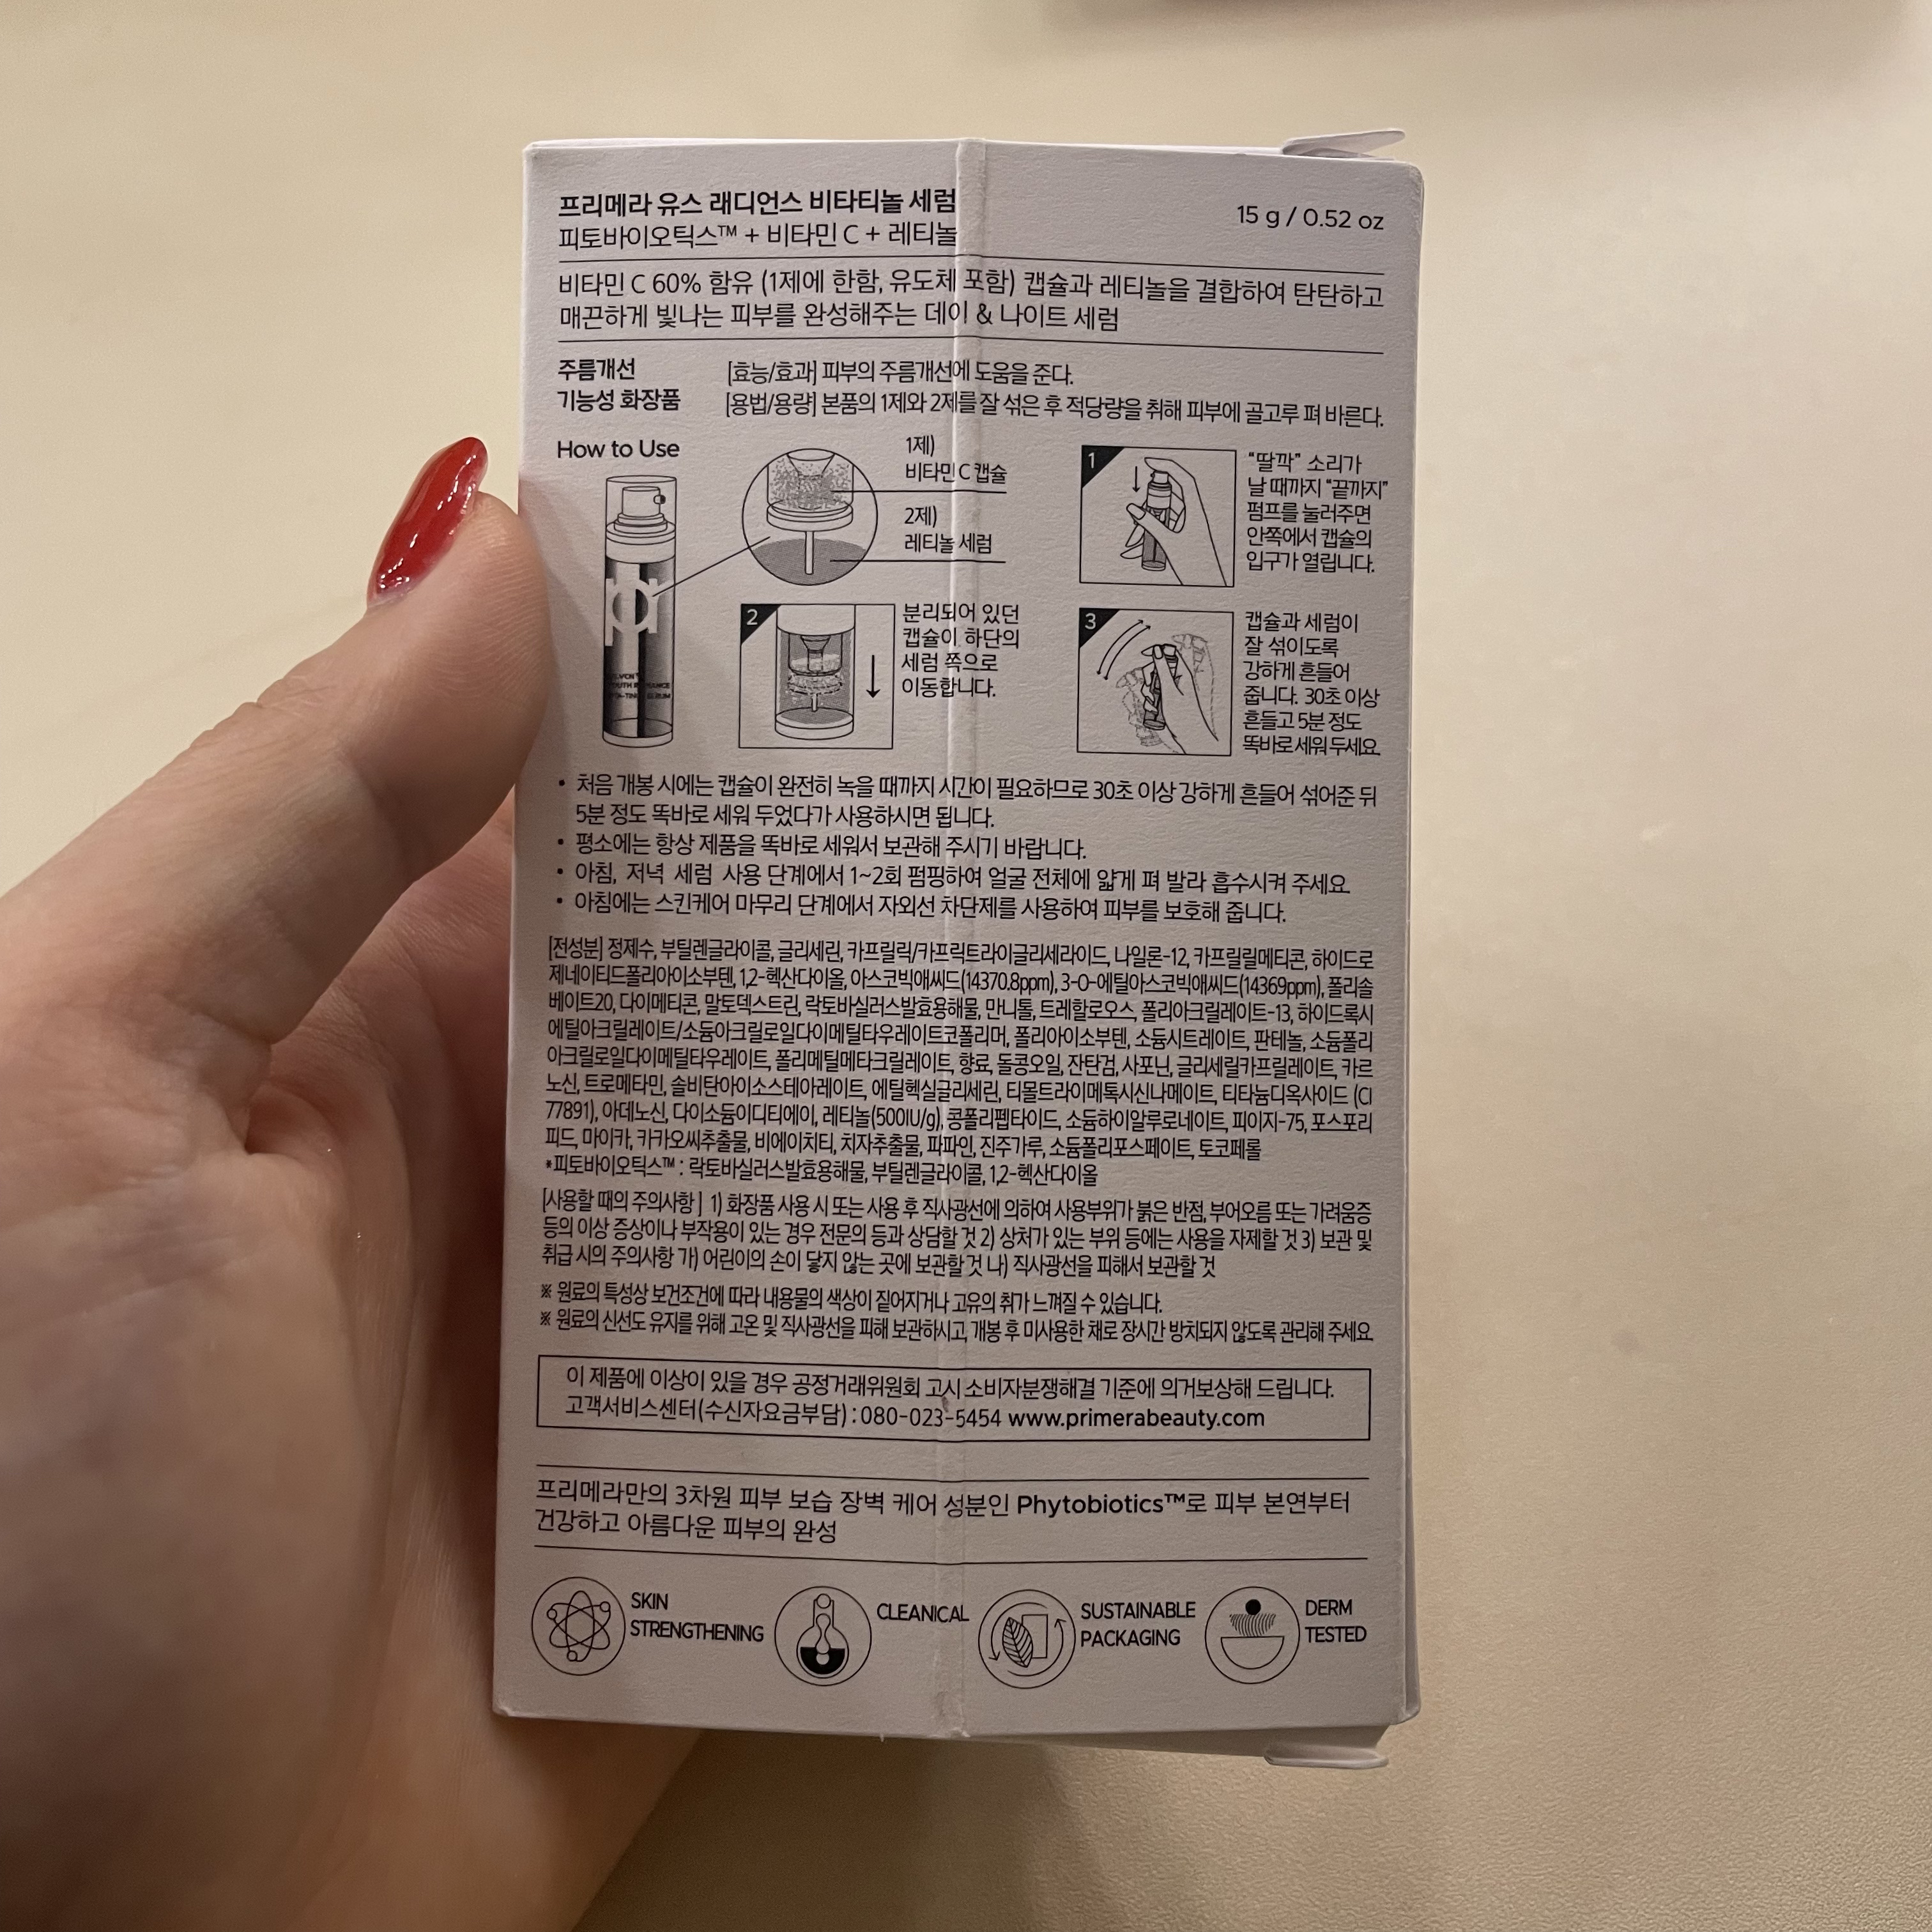 프리메라 유스 래디언스 비타티놀 세럼
피토바이오틱스™ + 비타민 C + 레티놀
15 g / 0.52 oz
비타민 C 60% 함유 (1제에 한함, 유도체 포함) 캡슐과 레티놀을 결합하여 탄탄하고
매끈하게 빛나는 피부를 완성해주는 데이 & 나이트 세럼
주름개선
기능성 화장품
[효능/효과] 피부의 주름개선에 도움을 준다.
[용법/용량] 본품의 1제와 2제를 잘 섞은 후 적당량을 취해 피부에 골고루 펴 바른다.
How to Use
1제)
비타민 C 캡슐
2제)
레티놀 세럼
1
“딸깍” 소리가
날 때까지 “끝까지”
펌프를 눌러주면
안쪽에서 캡슐의
입구가 열립니다.
2
분리되어 있던
캡슐이 하단의
세럼 쪽으로
이동합니다.
3
캡슐과 세럼이
잘 섞이도록
강하게 흔들어
줍니다. 30초 이상
흔들고 5분 정도
똑바로 세워 두세요.
• 처음 개봉 시에는 캡슐이 완전히 녹을 때까지 시간이 필요하므로 30초 이상 강하게 흔들어 섞어준 뒤
5분 정도 똑바로 세워 두었다가 사용하시면 됩니다.
• 평소에는 항상 제품을 똑바로 세워서 보관해 주시기 바랍니다.
• 아침, 저녁 세럼 사용 단계에서 1~2회 펌핑하여 얼굴 전체에 얇게 펴 발라 흡수시켜 주세요.
• 아침에는 스킨케어 마무리 단계에서 자외선 차단제를 사용하여 피부를 보호해 줍니다.
[전성분] 정제수, 부틸렌글라이콜, 글리세린, 카프릴릭/카프릭트라이글리세라이드, 나일론-12, 카프릴릴메티콘, 하이드로
제네이티드폴리아이소부텐, 1,2-헥산다이올, 아스코빅애씨드(14370.8ppm), 3-O-에틸아스코빅애씨드(14369ppm), 폴리솔
베이트20, 다이메티콘, 말토덱스트린, 락토바실러스발효용해물, 만니톨, 트레할로오스, 폴리아크릴레이트-13, 하이드록시
에틸아크릴레이트/소듐아크릴로일다이메틸타우레이트코폴리머, 폴리아이소부텐, 소듐시트레이트, 판테놀, 소듐폴리
아크릴로일다이메틸타우레이트, 폴리메틸메타크릴레이트, 향료, 돌콩오일, 잔탄검, 사포닌, 글리세릴카프릴레이트, 카르
노신, 트로메타민, 솔비탄아이소스테아레이트, 에틸헥실글리세린, 티몰트라이메톡시신나메이트, 티타늄디옥사이드 (CI
77891), 아데노신, 다이소듐이디티에이, 레티놀(500IU/g), 콩폴리펩타이드, 소듐하이알루로네이트, 피이지-75, 포스포리
피드, 마이카, 카카오씨추출물, 비에이치티, 치자추출물, 파파인, 진주가루, 소듐폴리포스페이트, 토코페롤
*피토바이오틱스™ : 락토바실러스발효용해물, 부틸렌글라이콜, 1,2-헥산다이올
[사용할 때의 주의사항] 1) 화장품 사용 시 또는 사용 후 직사광선에 의하여 사용부위가 붉은 반점, 부어오름 또는 가려움증
등의 이상 증상이나 부작용이 있는 경우 전문의 등과 상담할 것 2) 상처가 있는 부위 등에는 사용을 자제할 것 3) 보관 및
취급 시의 주의사항 가) 어린이의 손이 닿지 않는 곳에 보관할 것 나) 직사광선을 피해서 보관할 것
※ 원료의 특성상 보건조건에 따라 내용물의 색상이 짙어지거나 고유의 취가 느껴질 수 있습니다.
※ 원료의 신선도 유지를 위해 고온 및 직사광선을 피해 보관하시고, 개봉 후 미사용한 채로 장시간 방치되지 않도록 관리해 주세요.
이 제품에 이상이 있을 경우 공정거래위원회 고시 소비자분쟁해결 기준에 의거보상해 드립니다.
고객서비스센터(수신자요금부담) : 080-023-5454 www.primerabeauty.com
프리메라만의 3차원 피부 보습 장벽 케어 성분인 Phytobiotics™로 피부 본연부터
건강하고 아름다운 피부의 완성
SKIN
STRENGTHENING
CLEANICAL
SUSTAINABLE
PACKAGING
DERM
TESTED